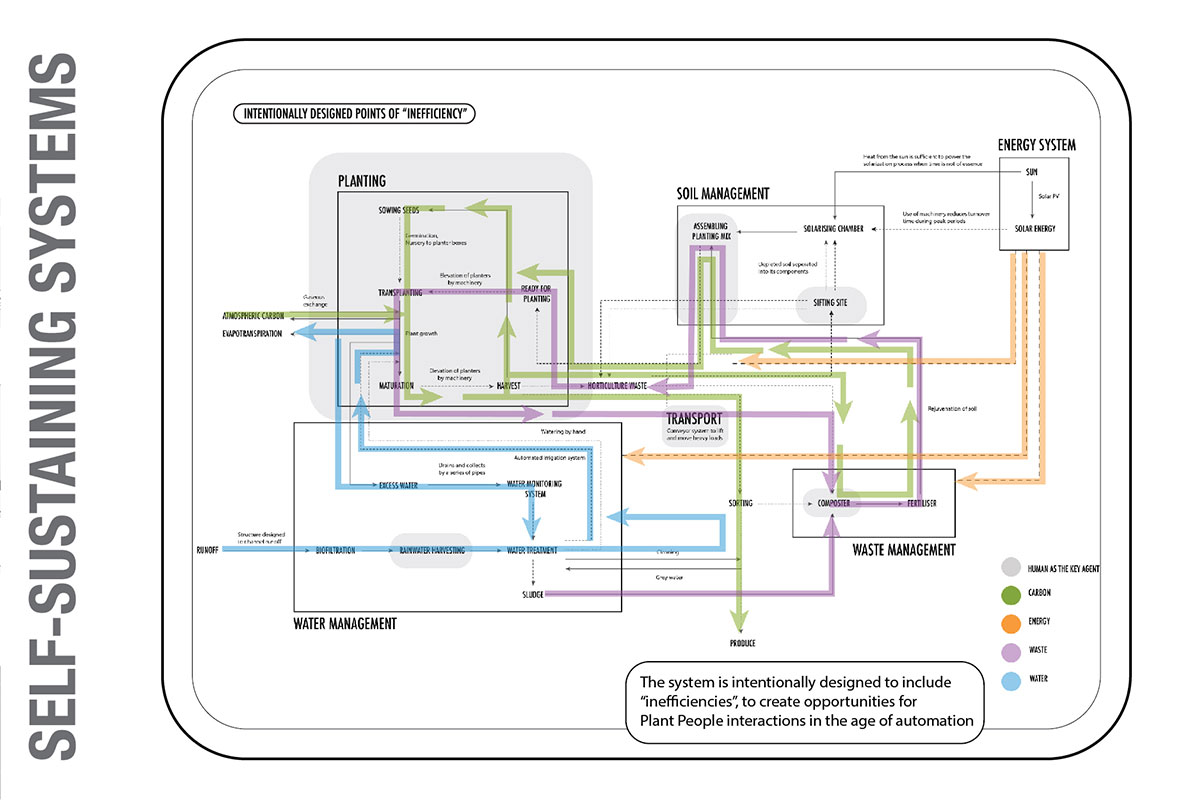 SELF-SUSTAINING SYSTEMS
INTENTIONALLY DESIGNED POINTS OF "INEFFICIENCY"
ENERGY SYSTEM
Heat from the sun is sufficient to power the
solarization process when time is not of essence
SUN
Solar PV
SOLAR ENERGY
Use of machinery reduces turnover
time during peak periods
PLANTING
SOWING SEEDS
Germination,
Nursery to planter boxes
Elevation of planters
by machinery
TRANSPLANTING
READY FOR
PLANTING
Gaseous
exchange
ATMOSPHERIC CARBON
EVAPOTRANSPIRATION
Plant growth
Elevation of planters
by machinery
MATURATION
HARVEST
HORTICULTURE WASTE
SOIL MANAGEMENT
ASSEMBLING
PLANTING MIX
SOLARISING CHAMBER
Depleted soil separated
into its components
SIFTING SITE
TRANSPORT
Conveyor system to lift
and move heavy loads
Rejuvenation of soil
Watering by hand
Automated irrigation system
Drains and collects
by a series of pipes
EXCESS WATER
WATER MONITORING
SYSTEM
SORTING
COMPOSTER
FERTILISER
WASTE MANAGEMENT
Structure designed
to channel runoff
RUNOFF
BIOFILTRATION
RAINWATER HARVESTING
WATER TREATMENT
Cleaning
Grey water
SLUDGE
WATER MANAGEMENT
PRODUCE
HUMAN AS THE KEY AGENT
CARBON
ENERGY
WASTE
WATER
The system is intentionally designed to include
"inefficiencies", to create opportunities for
Plant People interactions in the age of automation